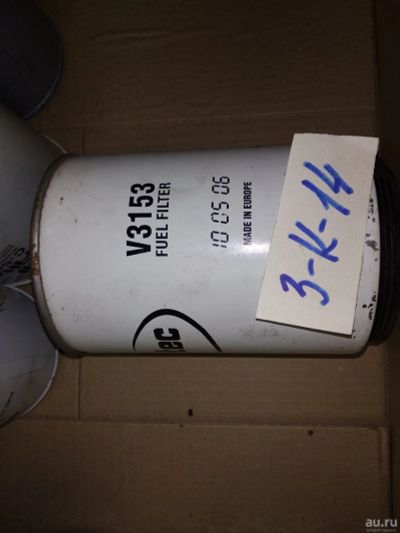 V3153
FUEL FILTER
10 05 06
MADE IN EUROPE
3-К-14
au.ru